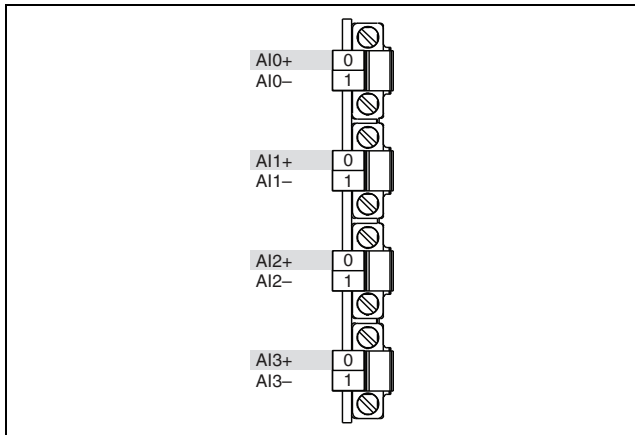 AI0+ 0
AI0– 1
AI1+ 0
AI1– 1
AI2+ 0
AI2– 1
AI3+ 0
AI3– 1